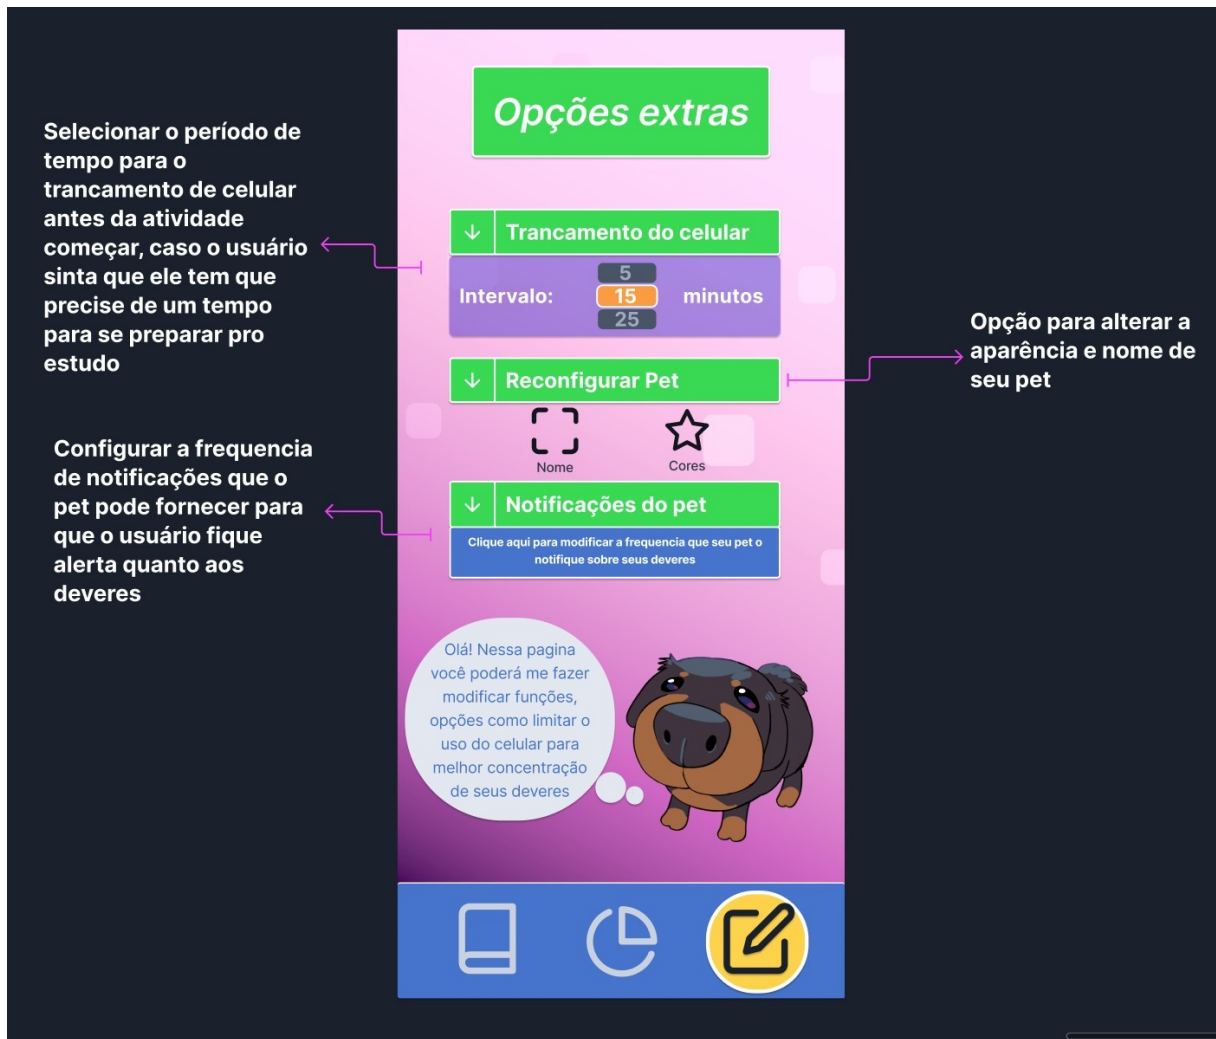 Opções extras
Selecionar o período de
tempo para o
trancamento de celular
antes da atividade
começar, caso o usuário
sinta que ele tem que
precise de um tempo
para se preparar pro
estudo
Trancamento do celular
5
Intervalo: 15 minutos
25
Opção para alterar a
aparência e nome de
seu pet
Reconfigurar Pet
Nome Cores
Configurar a frequencia
de notificações que o
pet pode fornecer para
que o usuário fique
alerta quanto aos
deveres
Notificações do pet
Clique aqui para modificar a frequencia que seu pet o
notifique sobre seus deveres
Olá! Nessa pagina
você poderá me fazer
modificar funções,
opções como limitar o
uso do celular para
melhor concentração
de seus deveres